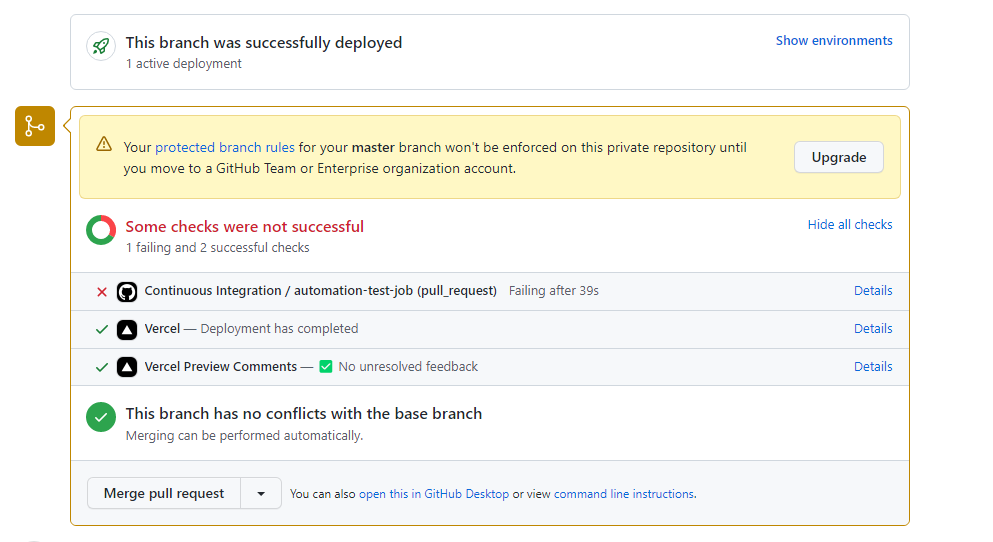 This branch was successfully deployed
Show environments
1 active deployment
Your protected branch rules for your master branch won't be enforced on this private repository until
you move to a GitHub Team or Enterprise organization account.
Upgrade
Some checks were not successful
Hide all checks
1 failing and 2 successful checks
Continuous Integration / automation-test-job (pull_request) Failing after 39s
Details
Vercel — Deployment has completed
Details
Vercel Preview Comments — ✅ No unresolved feedback
Details
This branch has no conflicts with the base branch
Merging can be performed automatically.
Merge pull request
You can also open this in GitHub Desktop or view command line instructions.